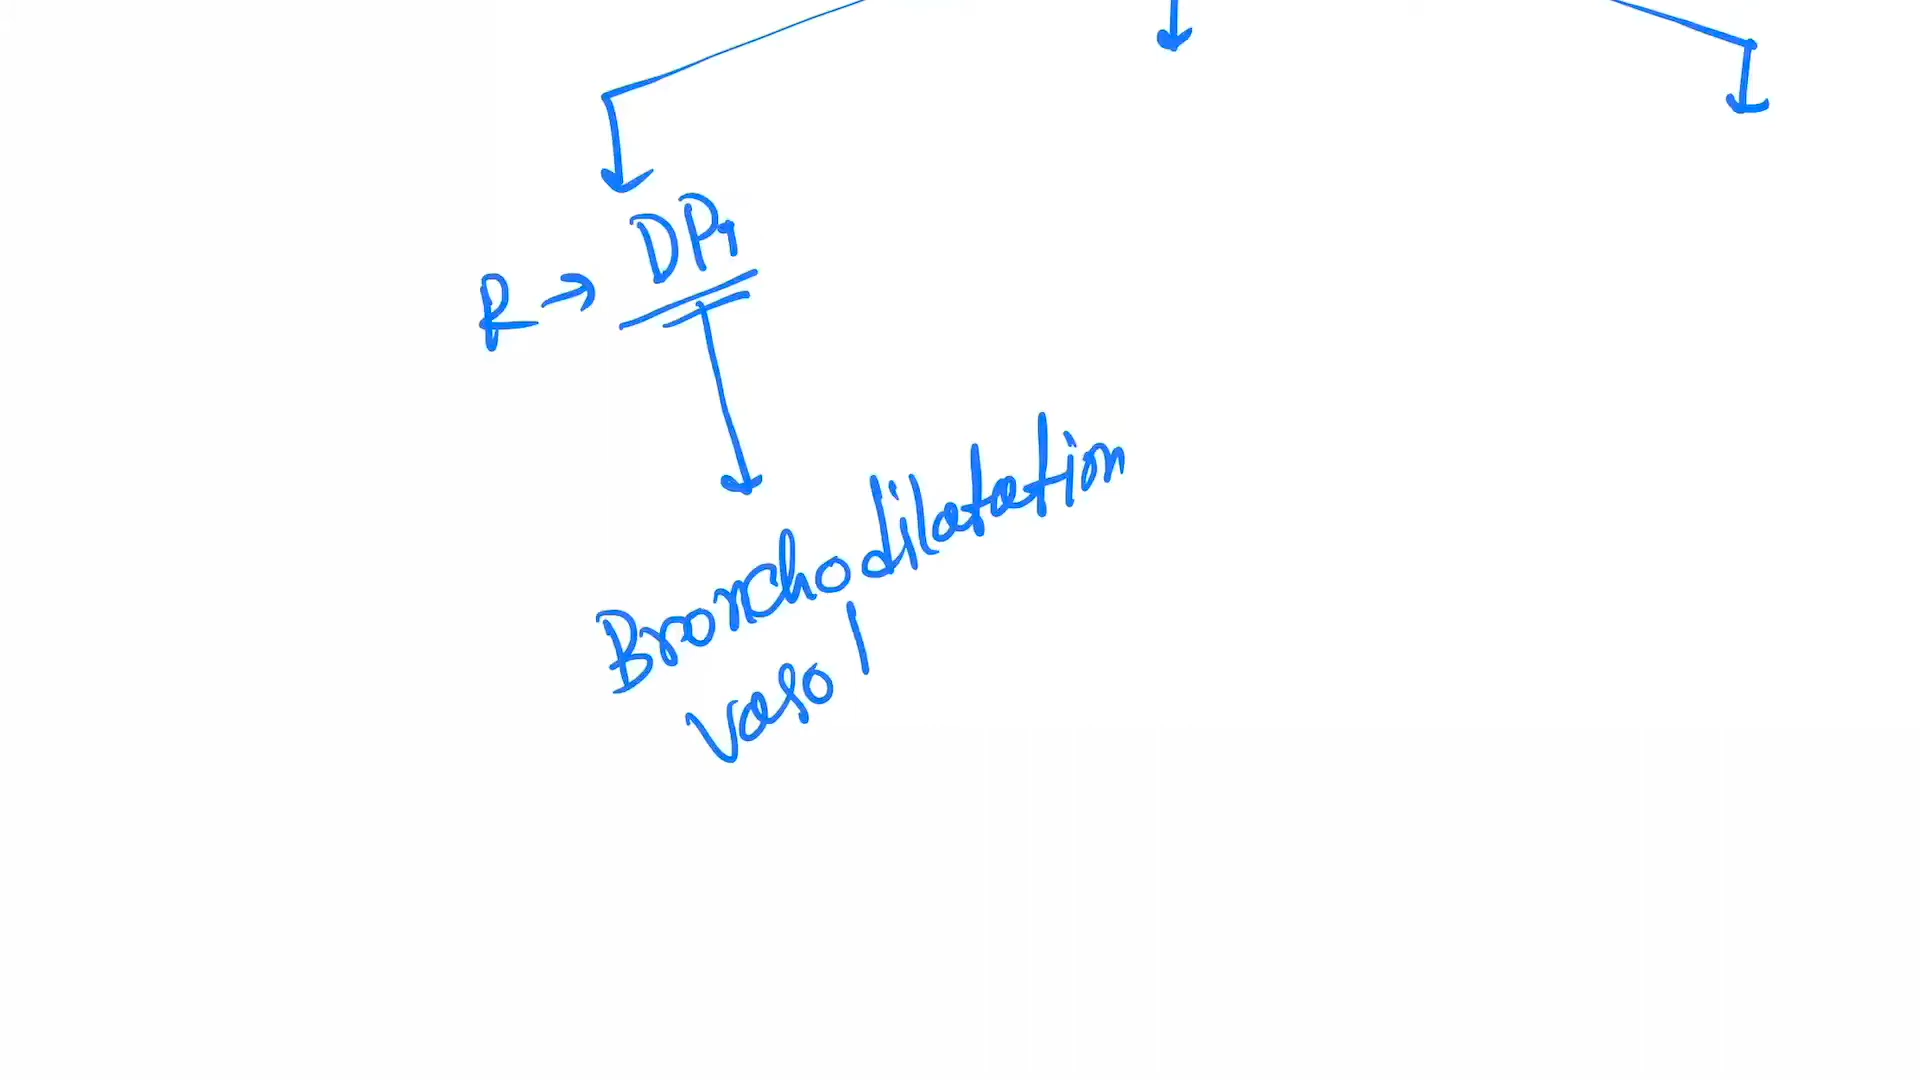 DP1
R →
Bronchodilatation
vaso